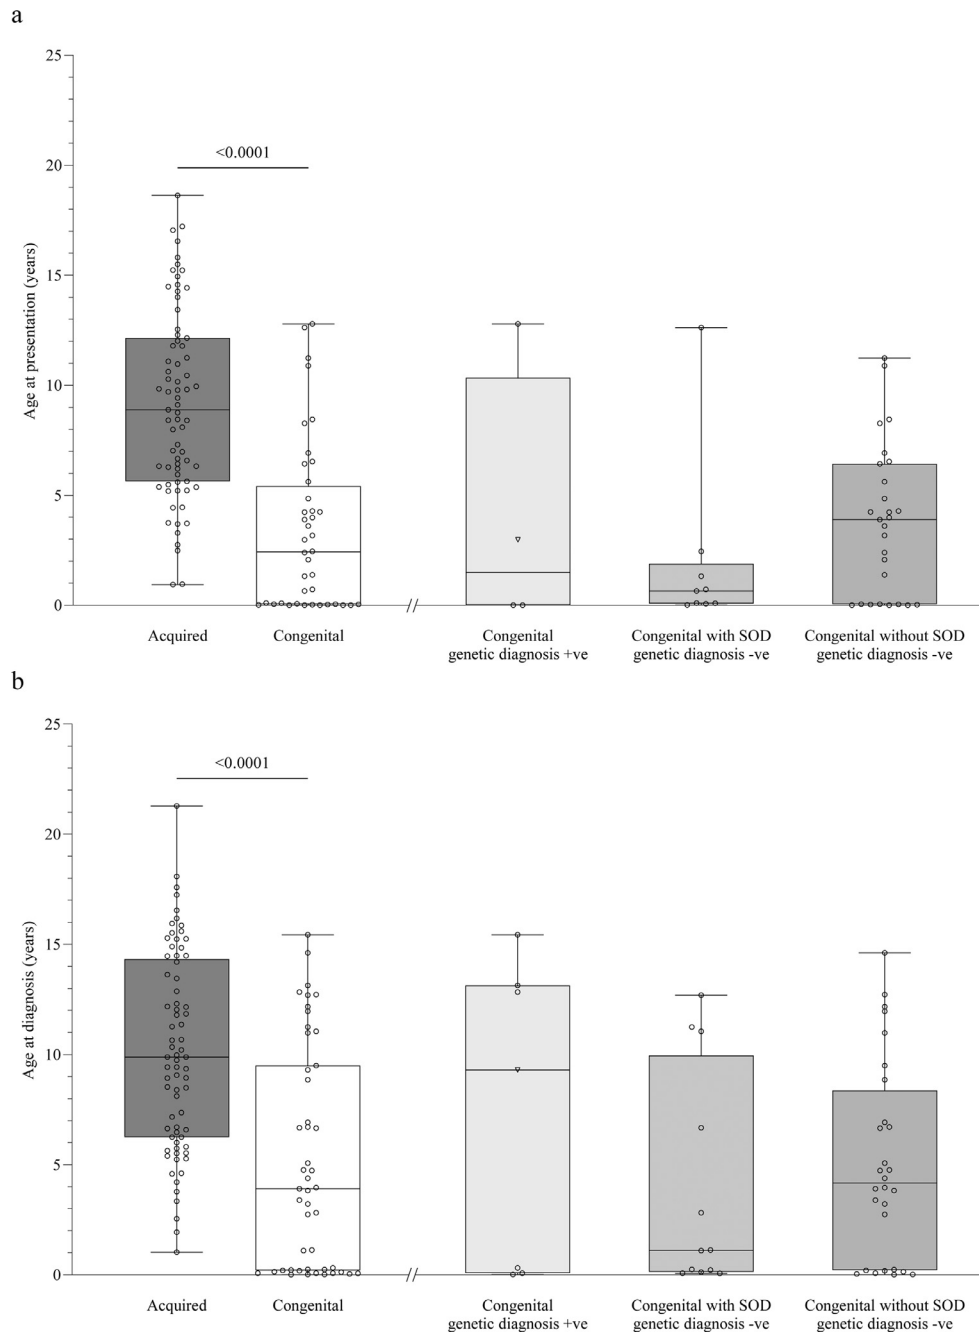 a
25
20
15
10
5
0
Age at presentation (years)
<0.0001
Acquired
Congenital
Congenital
genetic diagnosis +ve
Congenital with SOD
genetic diagnosis -ve
Congenital without SOD
genetic diagnosis -ve
b
25
20
15
10
5
0
Age at diagnosis (years)
<0.0001
Acquired
Congenital
Congenital
genetic diagnosis +ve
Congenital with SOD
genetic diagnosis -ve
Congenital without SOD
genetic diagnosis -ve